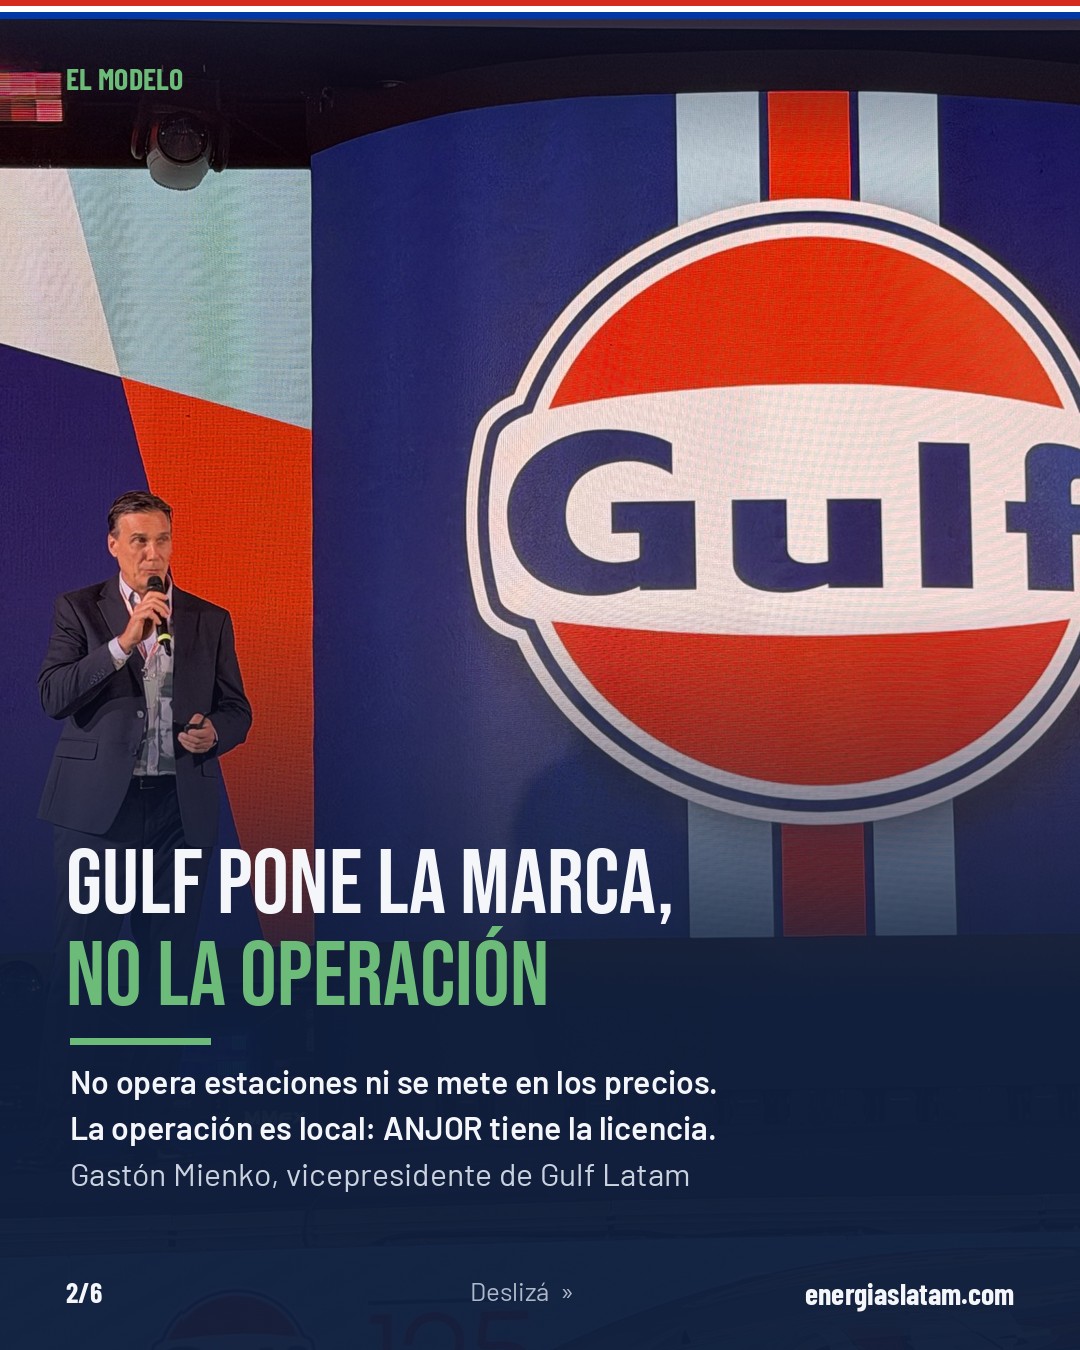 EL MODELO
Gulf
GULF PONE LA MARCA,
NO LA OPERACIÓN
No opera estaciones ni se mete en los precios.
La operación es local: ANJOR tiene la licencia.
Gastón Mienko, vicepresidente de Gulf Latam
2/6
Deslizá »
energiaslatam.com